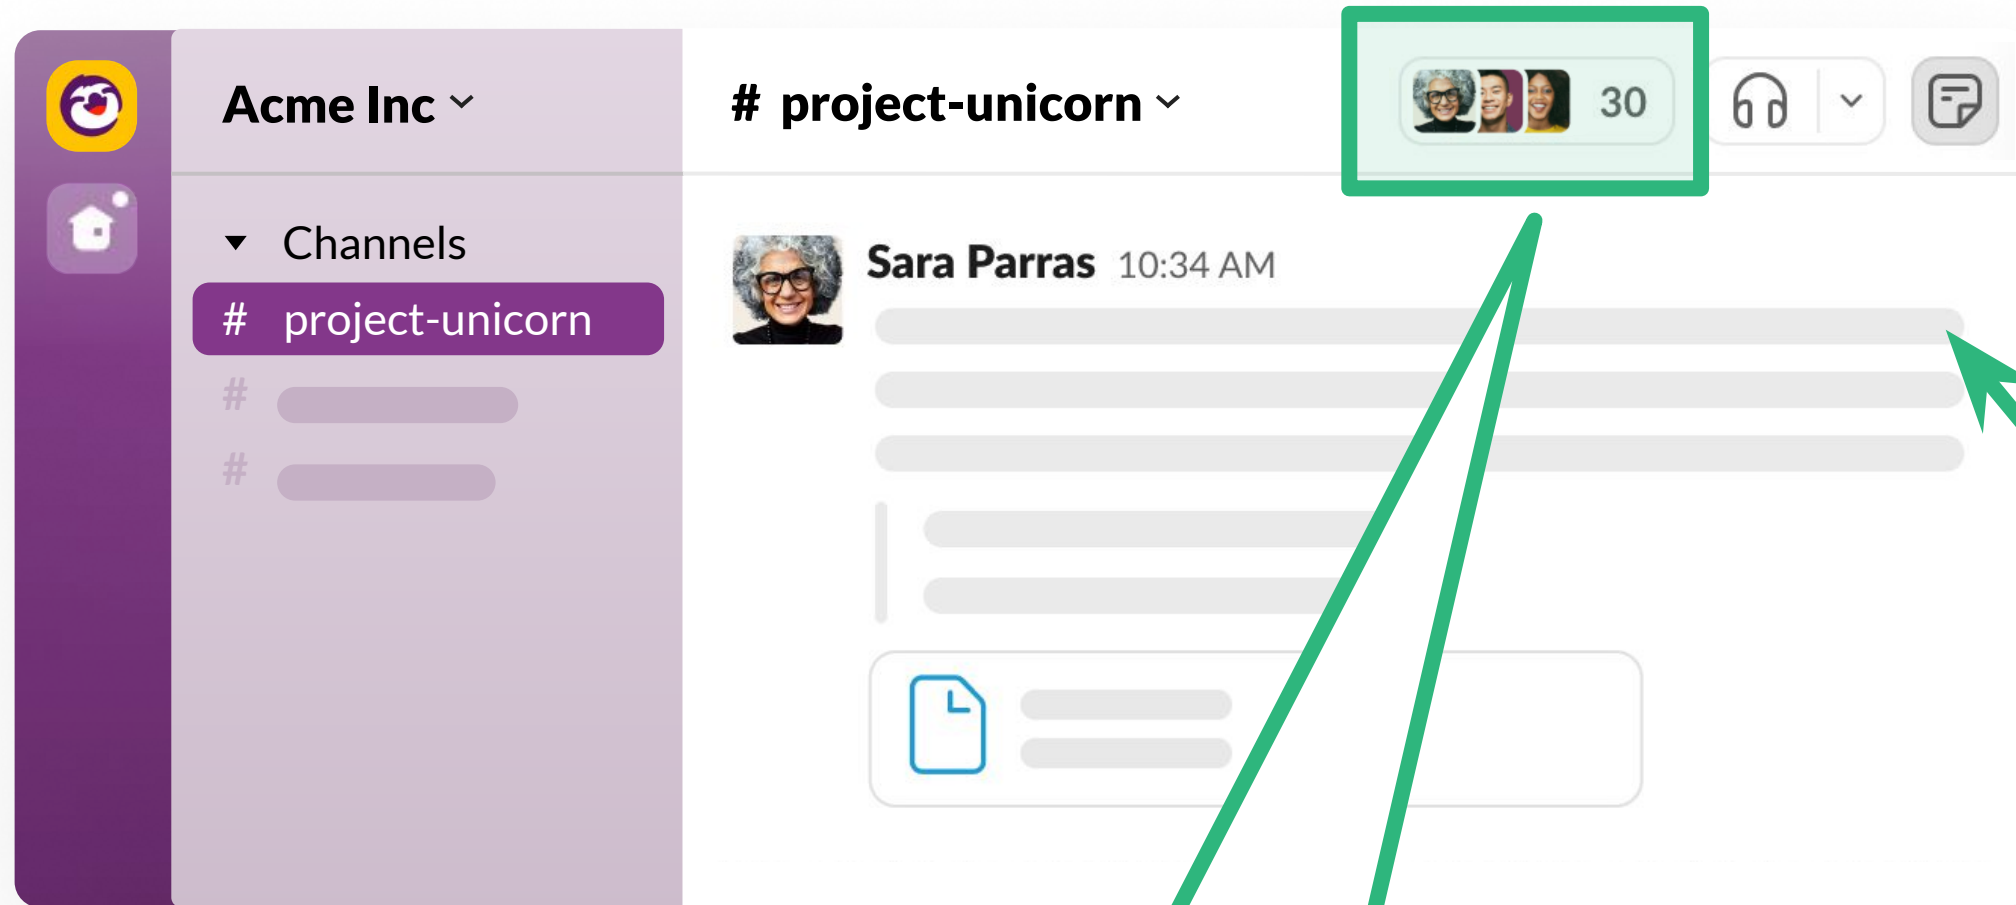 Acme Inc
# project-unicorn
30
Channels
# project-unicorn
#
#
Sara Parras 10:34 AM